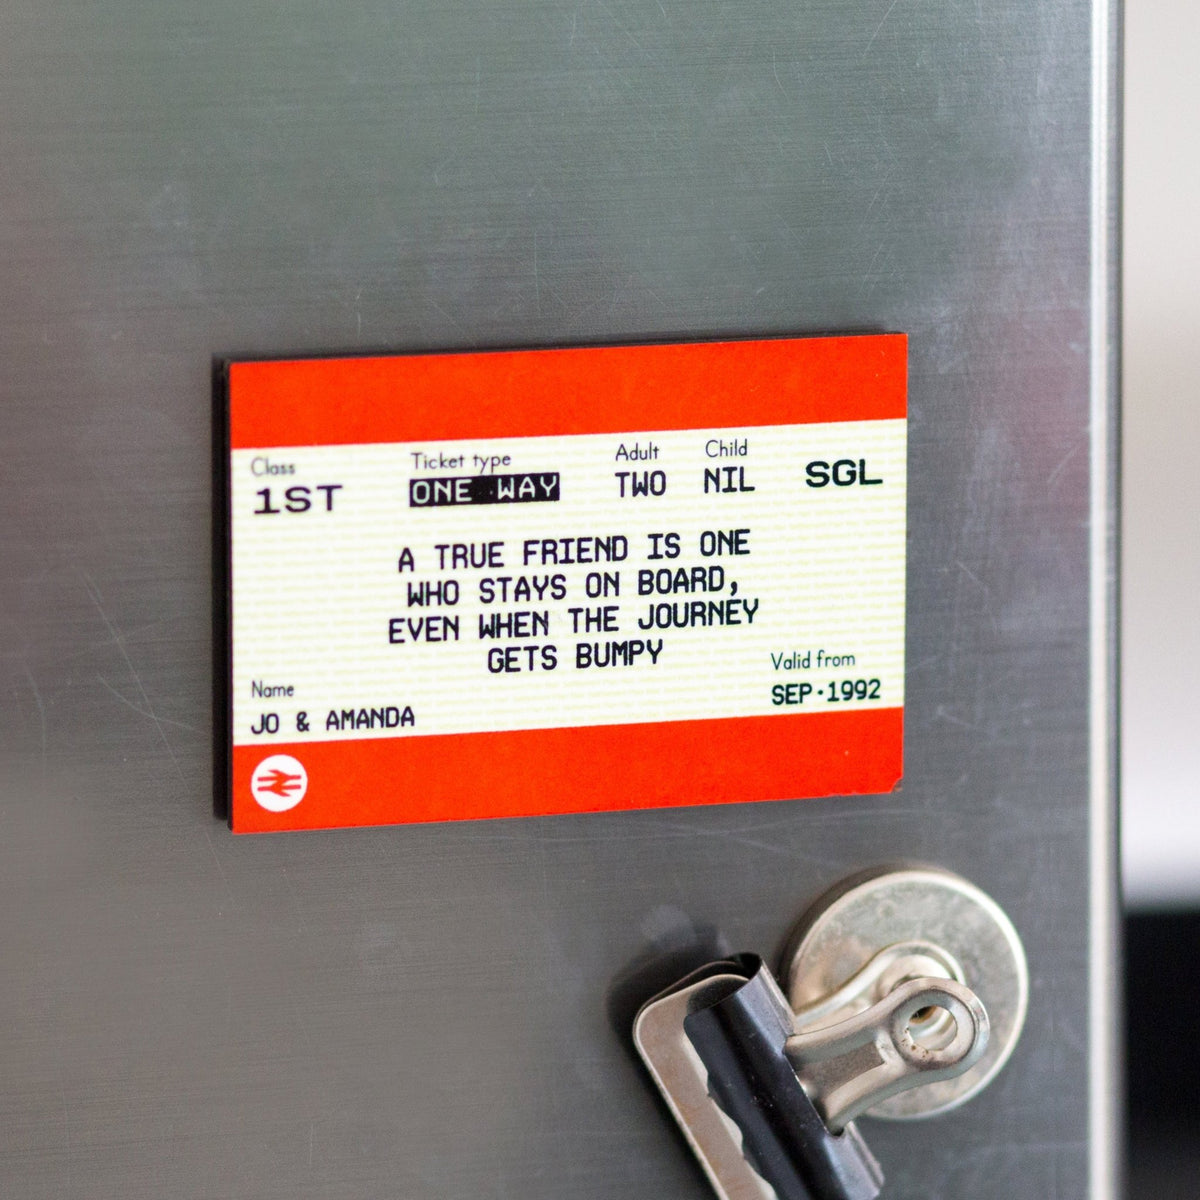 Class Ticket type Adult Child
1ST ONE WAY TWO NIL SGL
A TRUE FRIEND IS ONE
WHO STAYS ON BOARD,
EVEN WHEN THE JOURNEY
GETS BUMPY
Name Valid from
JO & AMANDA SEP·1992